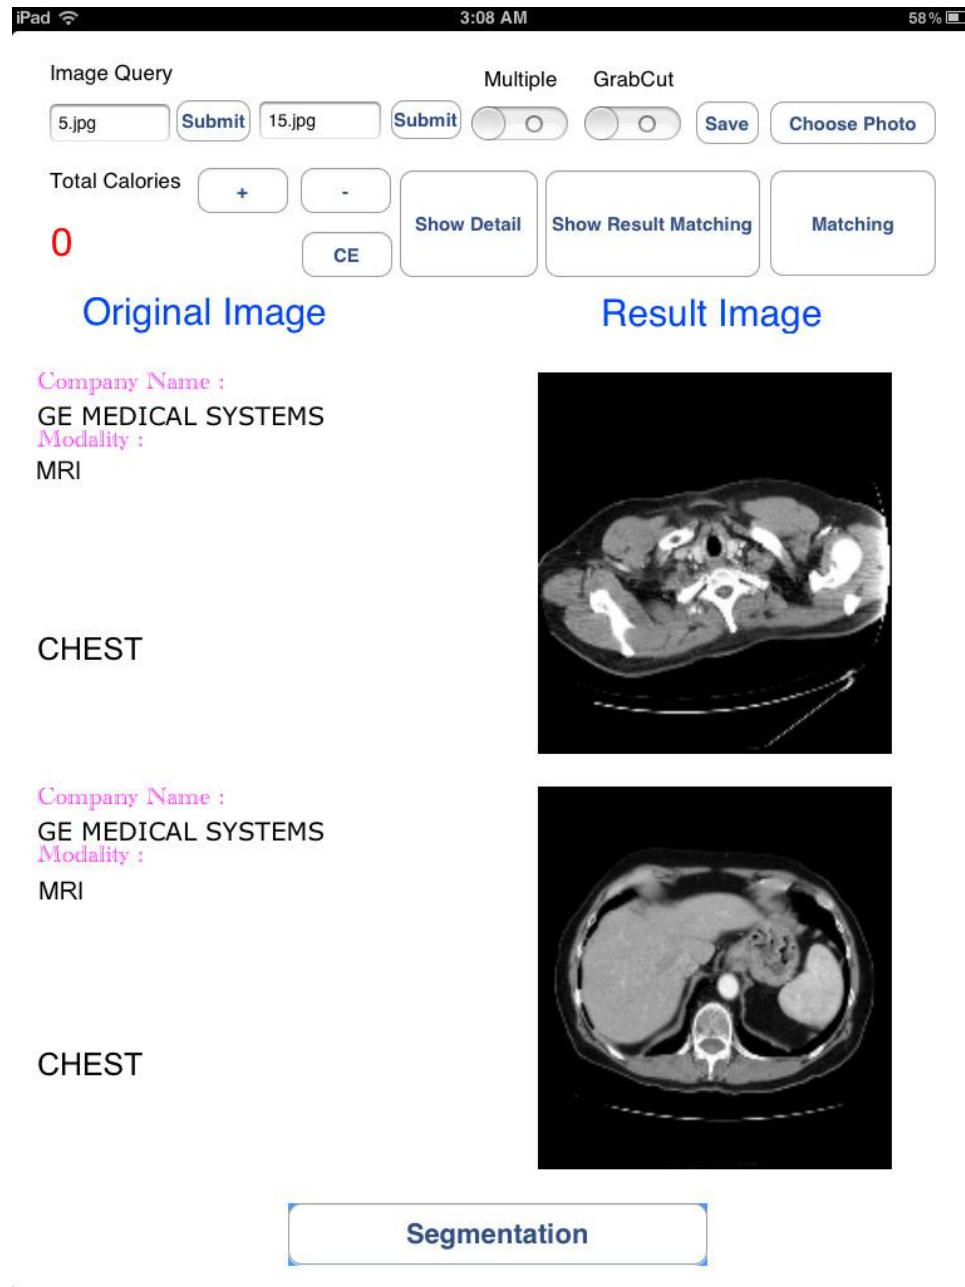 iPad 3:08 AM 58%
Image Query Multiple GrabCut
5.jpg Submit 15.jpg Submit Save Choose Photo
Total Calories + - Show Detail Show Result Matching Matching
0 CE
Original Image Result Image
Company Name :
GE MEDICAL SYSTEMS
Modality :
MRI
CHEST
Company Name :
GE MEDICAL SYSTEMS
Modality :
MRI
CHEST
Segmentation